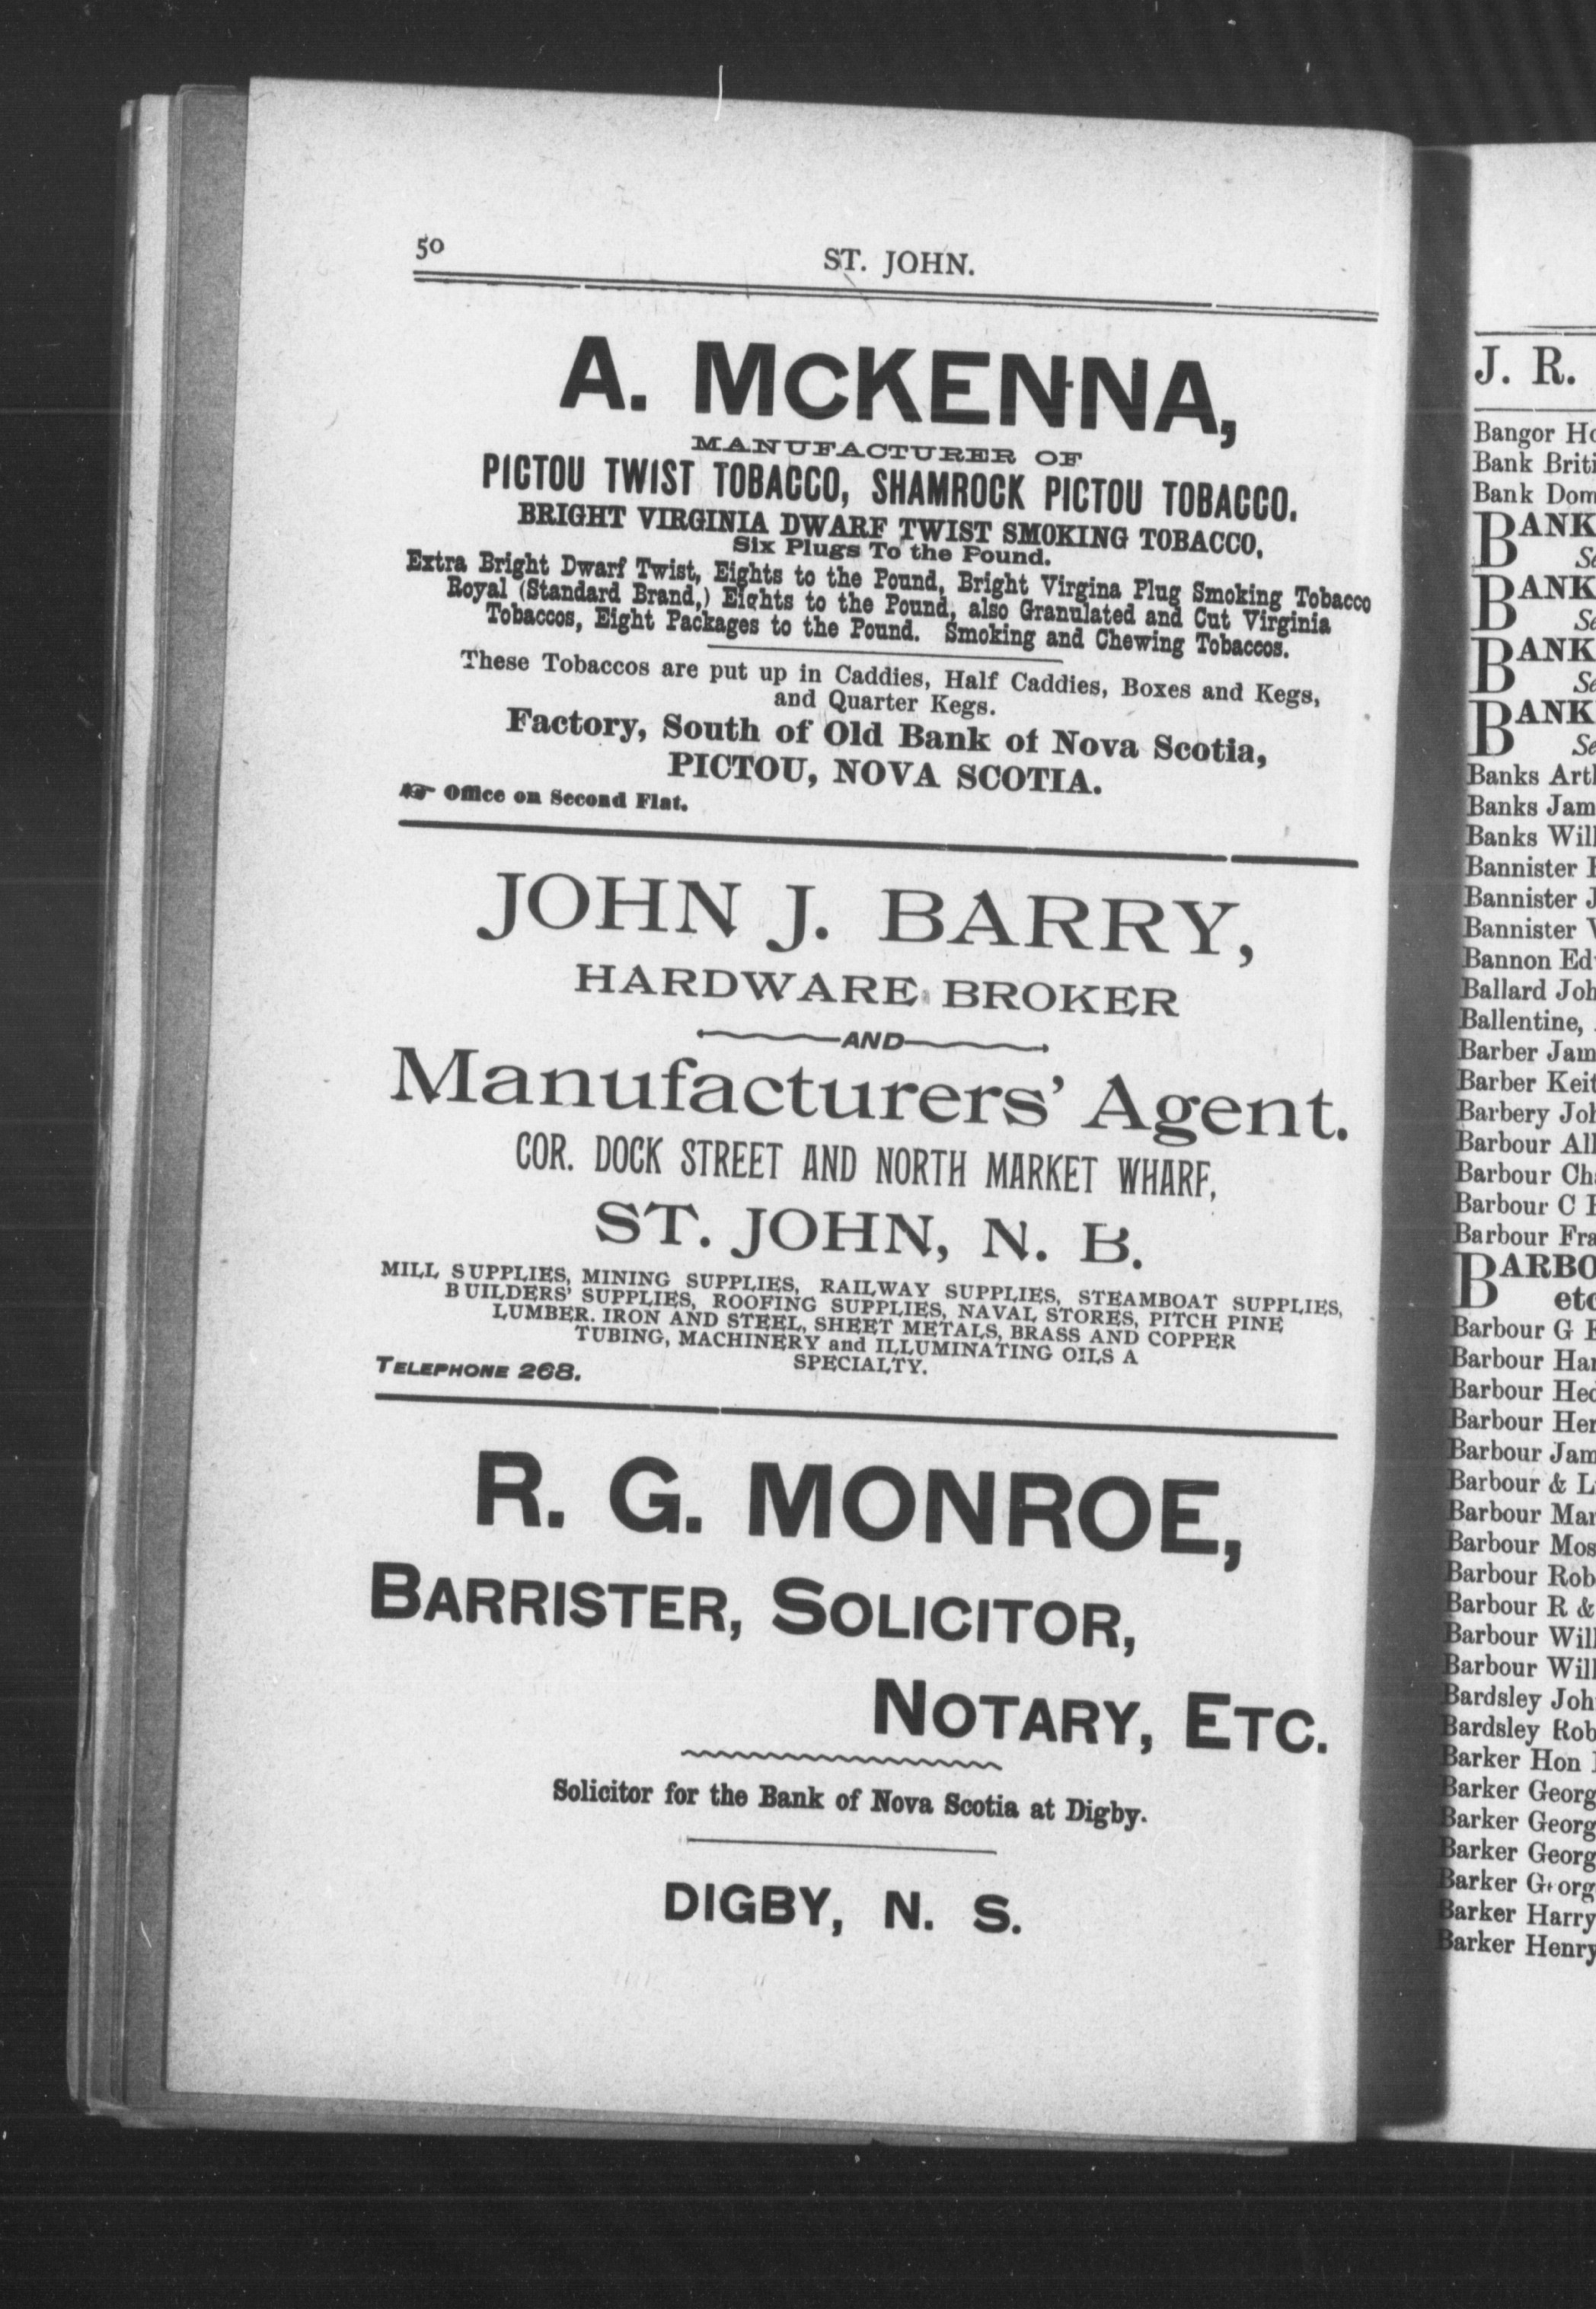 50
ST. JOHN.
A. McKENNA,
MANUFACTURER OF
PICTOU TWIST TOBACCO, SHAMROCK PICTOU TOBACCO.
BRIGHT VIRGINIA DWARF TWIST SMOKING TOBACCO,
Six Plugs To the Pound.
Extra Bright Dwarf Twist, Eights to the Pound, Bright Virgina Plug Smoking Tobacco
Royal (Standard Brand,) Eights to the Pound, also Granulated and Cut Virginia
Tobaccos, Eight Packages to the Pound. Smoking and Chewing Tobaccos.
These Tobaccos are put up in Caddies, Half Caddies, Boxes and Kegs,
and Quarter Kegs.
Factory, South of Old Bank of Nova Scotia,
PICTOU, NOVA SCOTIA.
☞ Office on Second Flat.
JOHN J. BARRY,
HARDWARE BROKER
AND
Manufacturers' Agent.
COR. DOCK STREET AND NORTH MARKET WHARF,
ST. JOHN, N. B.
MILL SUPPLIES, MINING SUPPLIES, RAILWAY SUPPLIES, STEAMBOAT SUPPLIES,
BUILDERS' SUPPLIES, ROOFING SUPPLIES, NAVAL STORES, PITCH PINE
LUMBER. IRON AND STEEL, SHEET METALS, BRASS AND COPPER
TUBING, MACHINERY and ILLUMINATING OILS A
SPECIALTY.
TELEPHONE 268.
R. G. MONROE,
BARRISTER, SOLICITOR,
NOTARY, ETC.
Solicitor for the Bank of Nova Scotia at Digby.
DIGBY, N. S.
J. R.
Bangor
Bank
Bank
BANK
BANK
BANK
BANK
Banks
Banks
Banks
Bannister
Bannister
Bannister
Bannon
Ballard
Ballentine,
Barber
Barber
Barbery
Barbour
Barbour
Barbour C
Barbour
Barbour G
Barbour
Barbour
Barbour
Barbour
Barbour &
Barbour
Barbour
Barbour
Barbour R &
Barbour
Barbour
Bardsley
Bardsley
Barker Hon
Barker
Barker
Barker
Barker
Barker Harry
Barker Henry